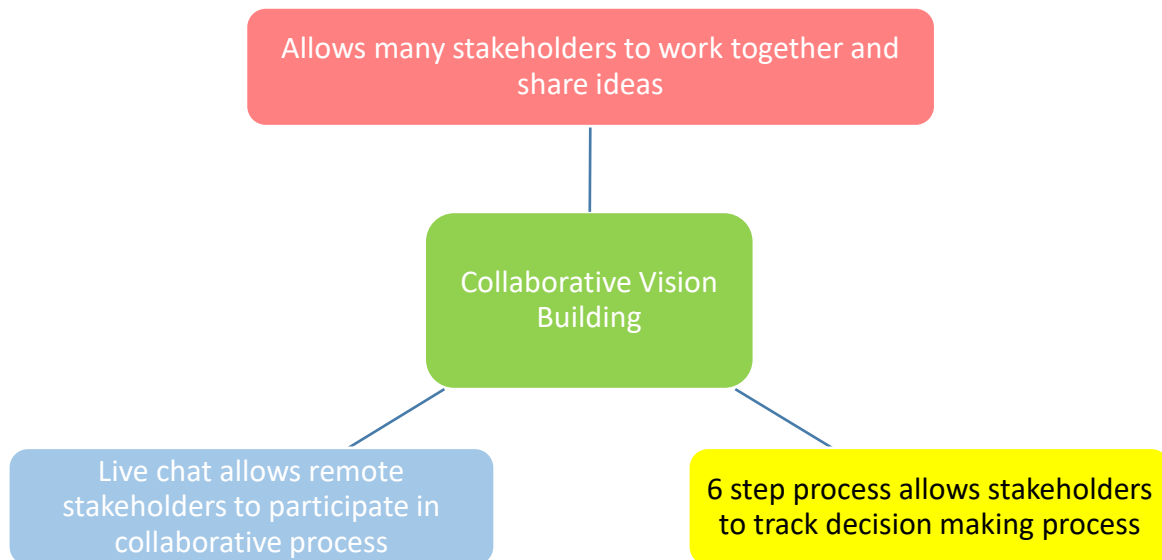 Allows many stakeholders to work together and
share ideas
Collaborative Vision
Building
Live chat allows remote
stakeholders to participate in
collaborative process
6 step process allows stakeholders
to track decision making process